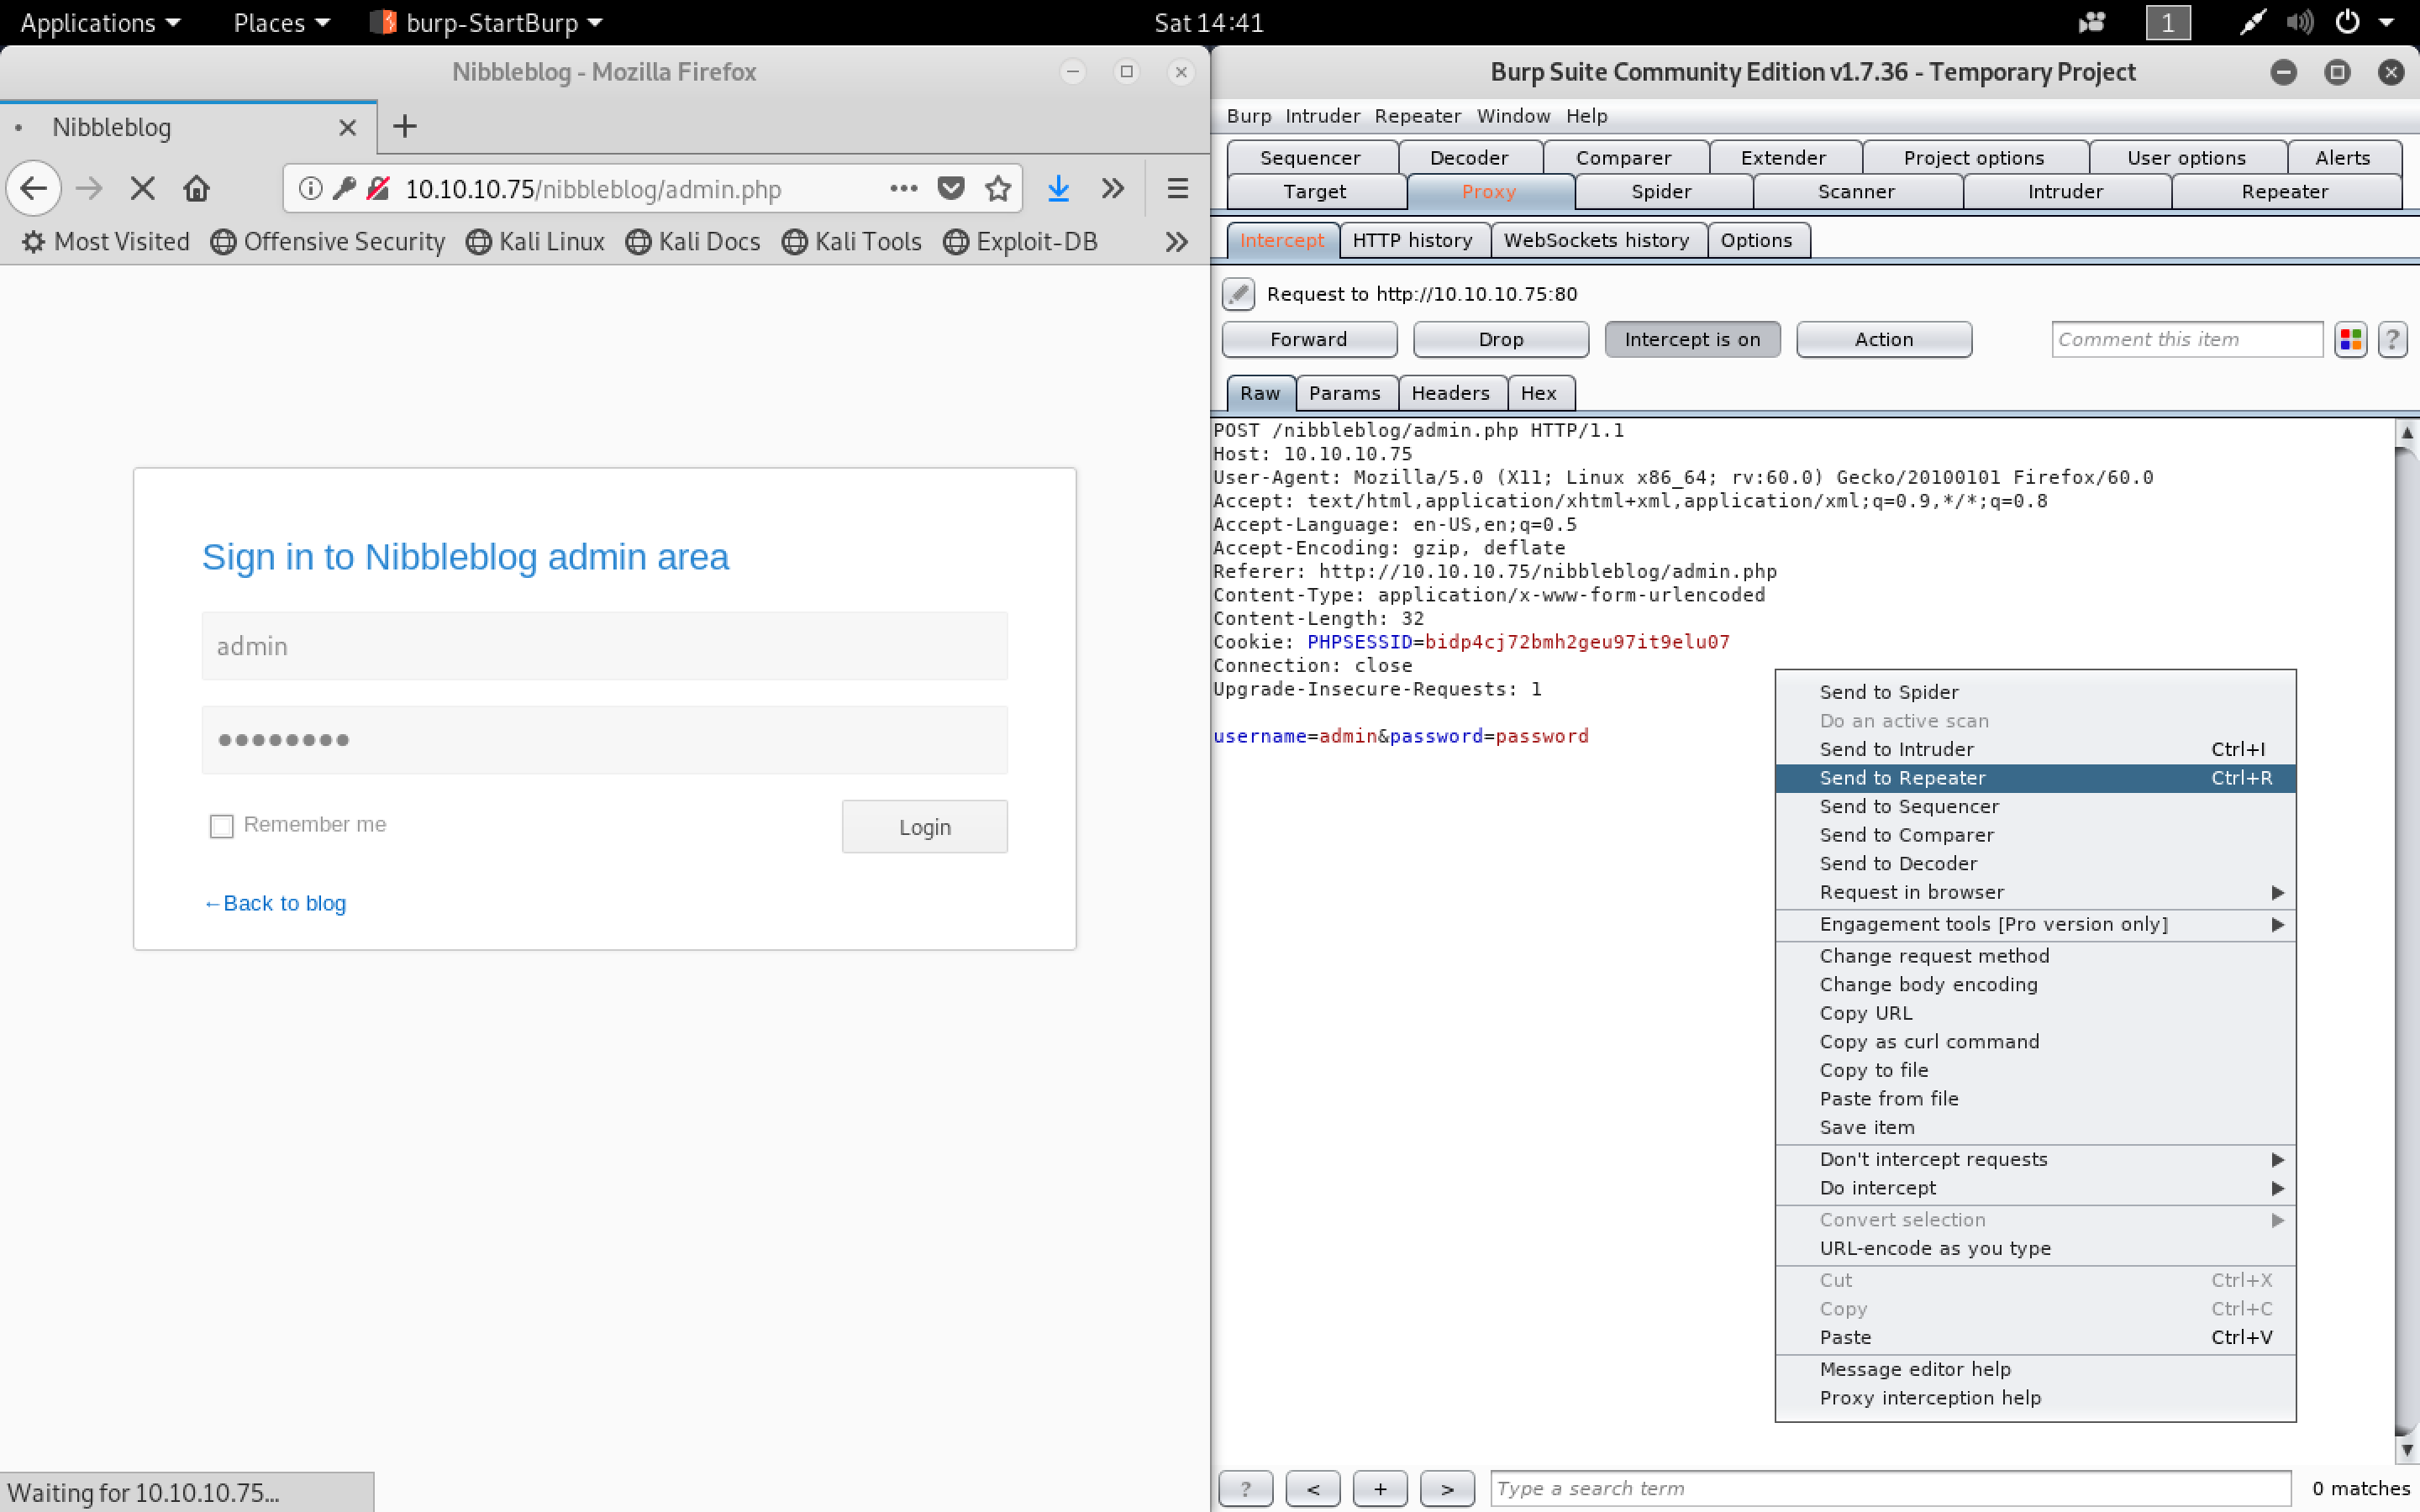 Applications Places burp-StartBurp Sat 14:41 1
Nibbleblog - Mozilla Firefox
Nibbleblog
10.10.10.75/nibbleblog/admin.php
Most Visited Offensive Security Kali Linux Kali Docs Kali Tools Exploit-DB
Sign in to Nibbleblog admin area
admin
••••••••
Remember me Login
←Back to blog
Waiting for 10.10.10.75...
Burp Suite Community Edition v1.7.36 - Temporary Project
Burp Intruder Repeater Window Help
Sequencer Decoder Comparer Extender Project options User options Alerts
Target Proxy Spider Scanner Intruder Repeater
Intercept HTTP history WebSockets history Options
Request to http://10.10.10.75:80
Forward Drop Intercept is on Action Comment this item ?
Raw Params Headers Hex
POST /nibbleblog/admin.php HTTP/1.1
Host: 10.10.10.75
User-Agent: Mozilla/5.0 (X11; Linux x86_64; rv:60.0) Gecko/20100101 Firefox/60.0
Accept: text/html,application/xhtml+xml,application/xml;q=0.9,*/*;q=0.8
Accept-Language: en-US,en;q=0.5
Accept-Encoding: gzip, deflate
Referer: http://10.10.10.75/nibbleblog/admin.php
Content-Type: application/x-www-form-urlencoded
Content-Length: 32
Cookie: PHPSESSID=bidp4cj72bmh2geu97it9elu07
Connection: close
Upgrade-Insecure-Requests: 1
username=admin&password=password
Send to Spider
Do an active scan
Send to Intruder Ctrl+I
Send to Repeater Ctrl+R
Send to Sequencer
Send to Comparer
Send to Decoder
Request in browser
Engagement tools [Pro version only]
Change request method
Change body encoding
Copy URL
Copy as curl command
Copy to file
Paste from file
Save item
Don't intercept requests
Do intercept
Convert selection
URL-encode as you type
Cut Ctrl+X
Copy Ctrl+C
Paste Ctrl+V
Message editor help
Proxy interception help
? < + > Type a search term 0 matches